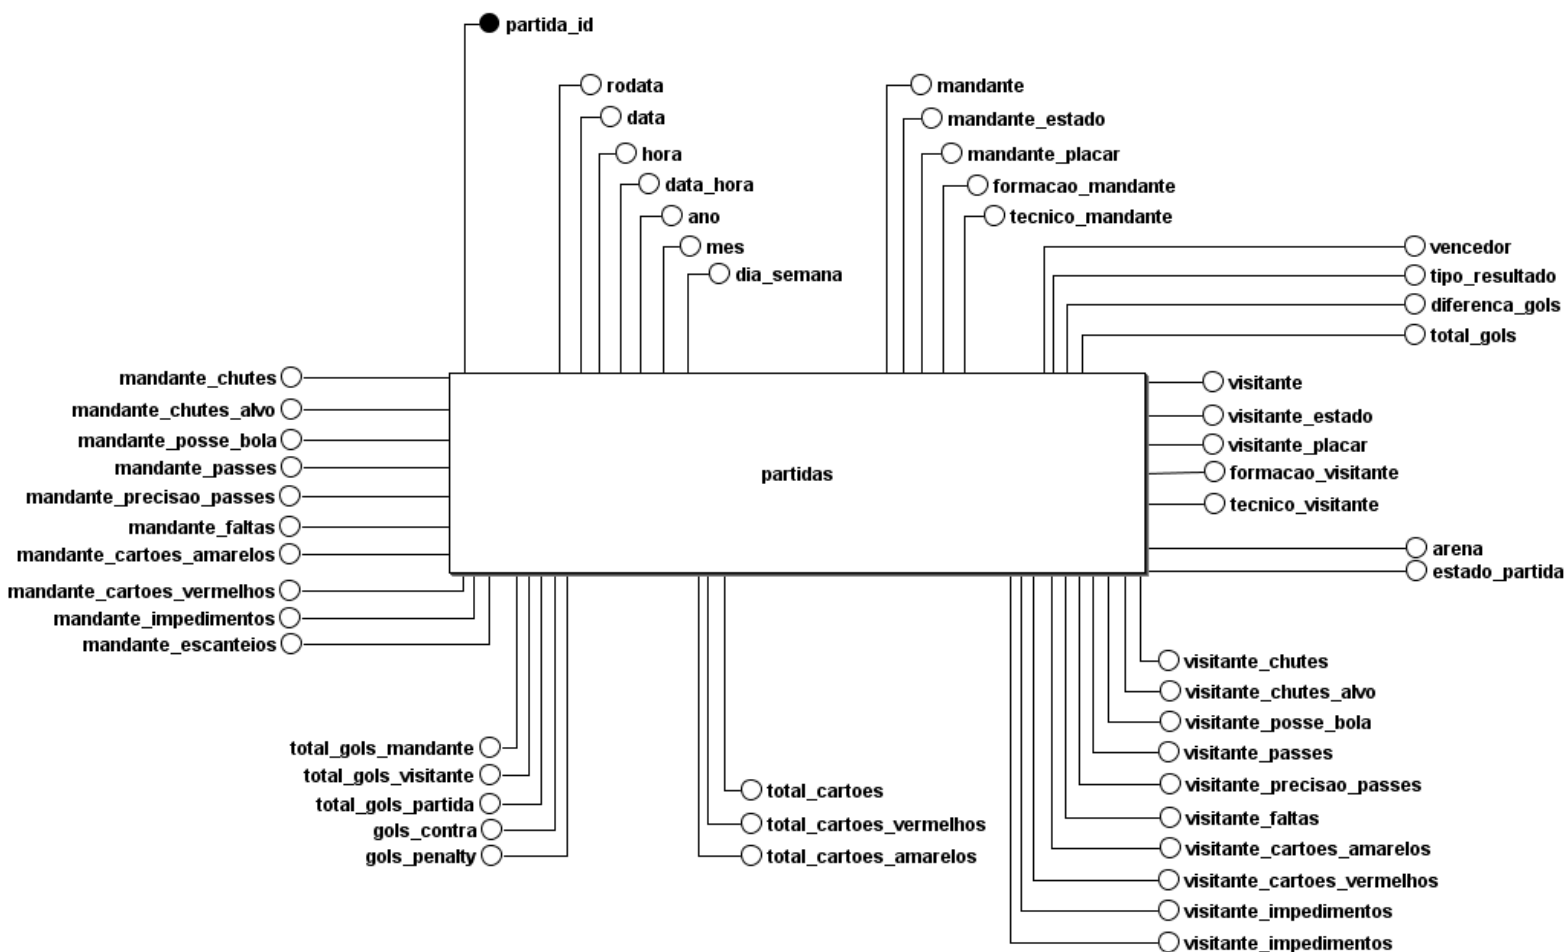 partida_id
rodata
data
hora
data_hora
ano
mes
dia_semana
mandante
mandante_estado
mandante_placar
formacao_mandante
tecnico_mandante
vencedor
tipo_resultado
diferenca_gols
total_gols
mandante_chutes
mandante_chutes_alvo
mandante_posse_bola
mandante_passes
mandante_precisao_passes
mandante_faltas
mandante_cartoes_amarelos
mandante_cartoes_vermelhos
mandante_impedimentos
mandante_escanteios
partidas
visitante
visitante_estado
visitante_placar
formacao_visitante
tecnico_visitante
arena
estado_partida
total_gols_mandante
total_gols_visitante
total_gols_partida
gols_contra
gols_penalty
total_cartoes
total_cartoes_vermelhos
total_cartoes_amarelos
visitante_chutes
visitante_chutes_alvo
visitante_posse_bola
visitante_passes
visitante_precisao_passes
visitante_faltas
visitante_cartoes_amarelos
visitante_cartoes_vermelhos
visitante_impedimentos
visitante_impedimentos